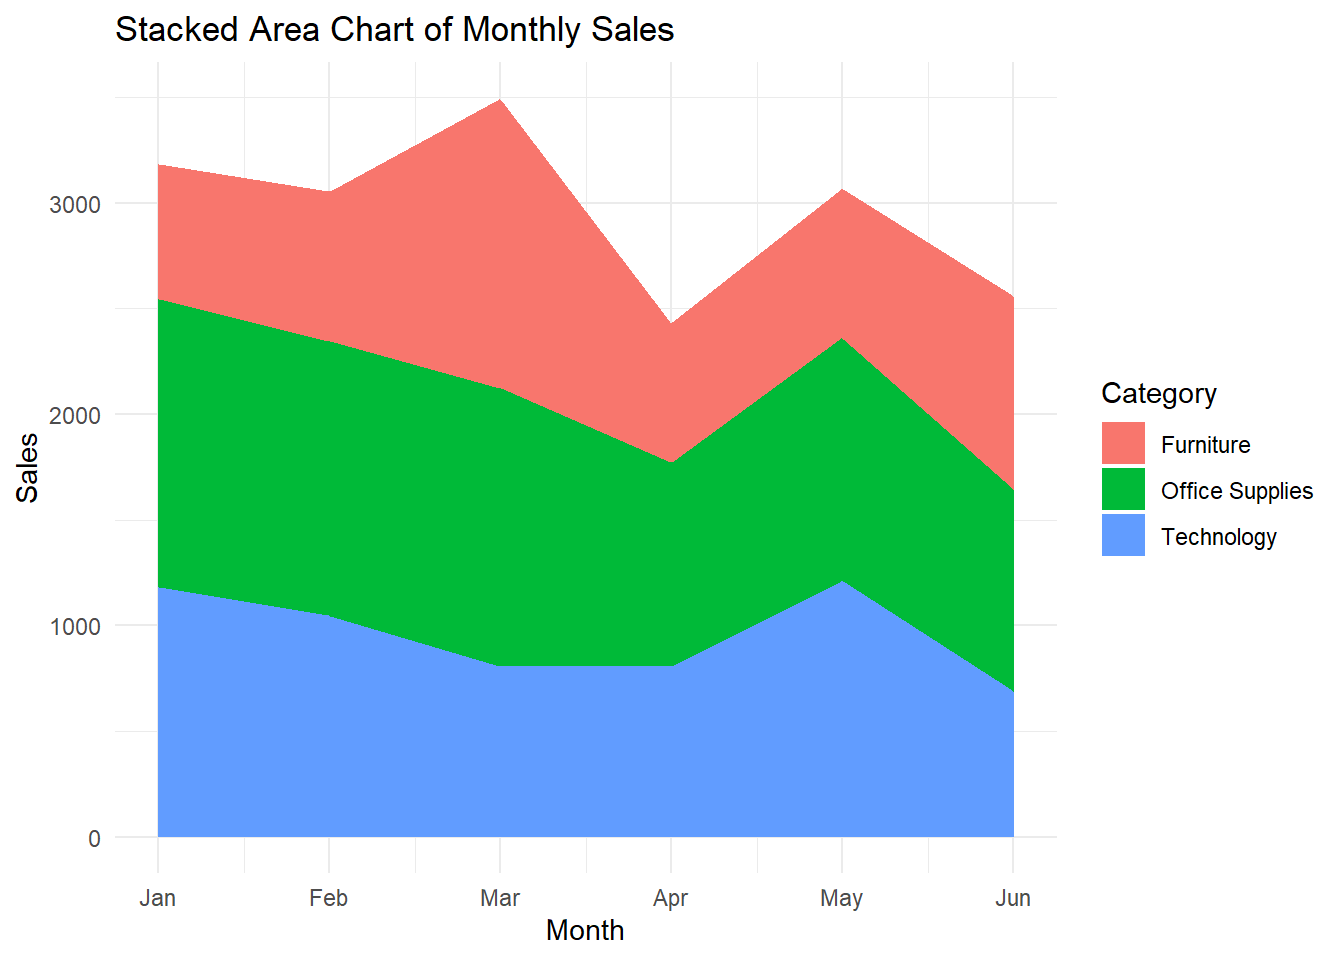 Stacked Area Chart of Monthly Sales
3000
2000
1000
0
Sales
Jan Feb Mar Apr May Jun
Month
Category
Furniture
Office Supplies
Technology